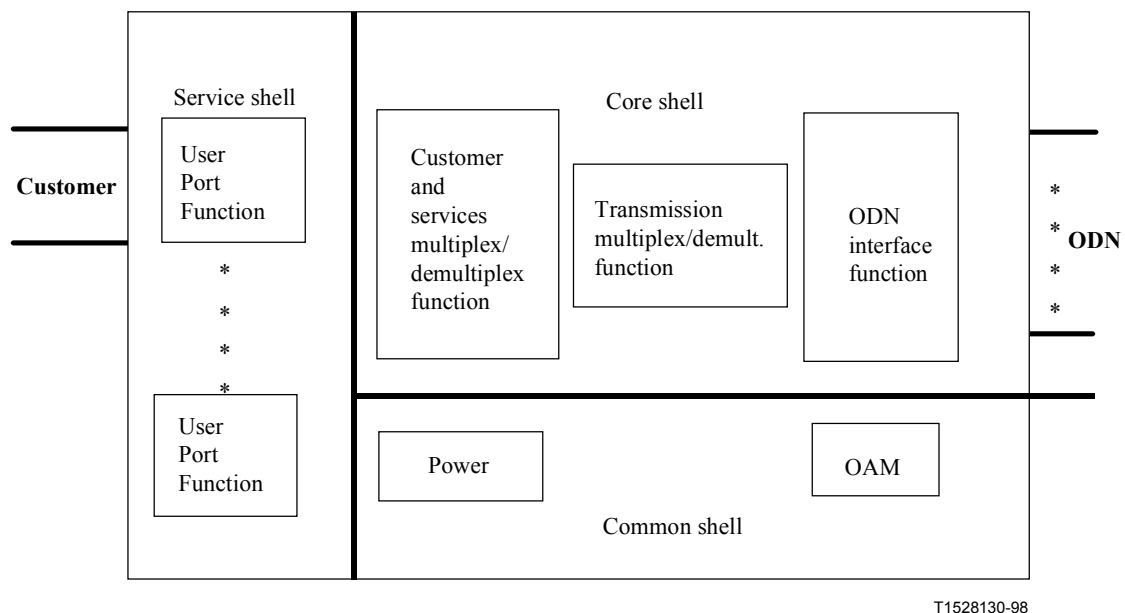 Service shell
Core shell
Customer
User
Port
Function
*
*
*
*
User
Port
Function
Customer
and
services
multiplex/
demultiplex
function
Transmission
multiplex/demult.
function
ODN
interface
function
*
*
*
*
ODN
Power
OAM
Common shell
T1528130-98